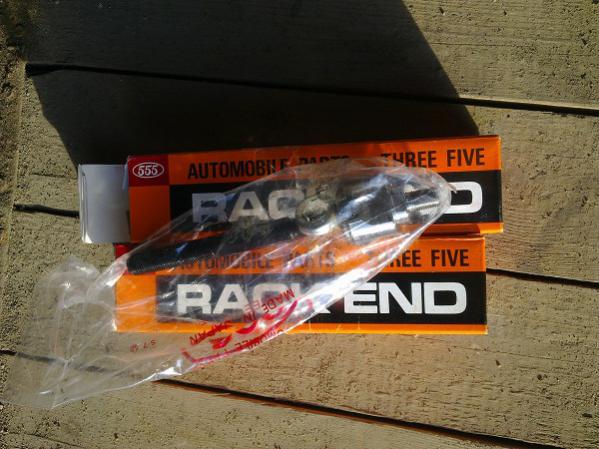 555
AUTOMOBILE PARTS THREE FIVE
RACK END
AUTOMOBILE PARTS THREE FIVE
RACK END
MADE IN JAPAN